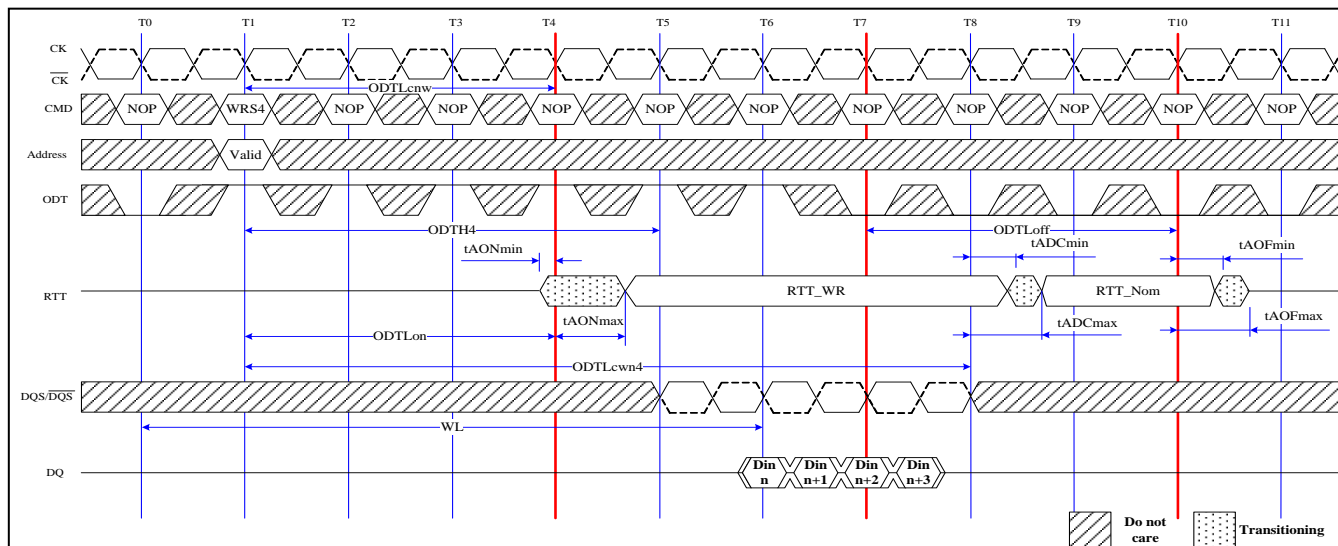 T0 T1 T2 T3 T4 T5 T6 T7 T8 T9 T10 T11
CK
CK
ODTLcnw
CMD NOP WRS4 NOP NOP NOP NOP NOP NOP NOP NOP NOP NOP
Address Valid
ODT
ODTH4 ODTLoff
tAONmin tADCmin tAOFmin
RTT RTT_WR RTT_Nom
tAONmax
ODTLon tADCmax tAOFmax
ODTLcwn4
DQS/DQS
WL
DQ Din n Din n+1 Din n+2 Din n+3
Do not care Transitioning